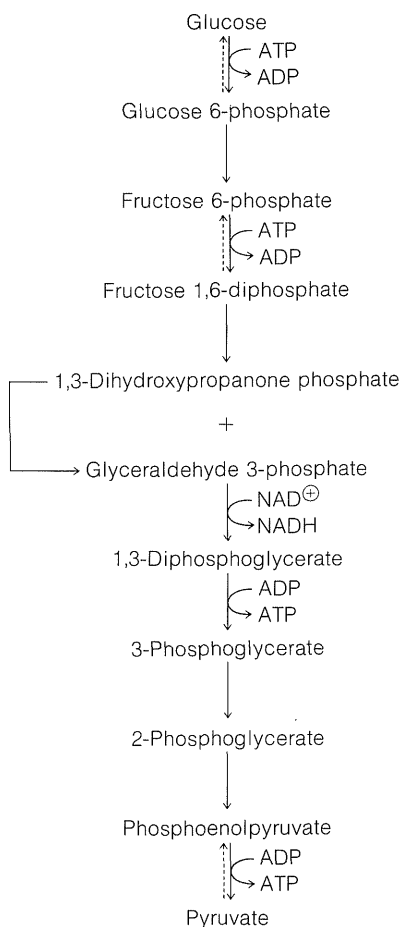 Glucose
ATP
ADP
Glucose 6-phosphate
Fructose 6-phosphate
ATP
ADP
Fructose 1,6-diphosphate
1,3-Dihydroxypropanone phosphate
+
Glyceraldehyde 3-phosphate
NAD⊕
NADH
1,3-Diphosphoglycerate
ADP
ATP
3-Phosphoglycerate
2-Phosphoglycerate
Phosphoenolpyruvate
ADP
ATP
Pyruvate